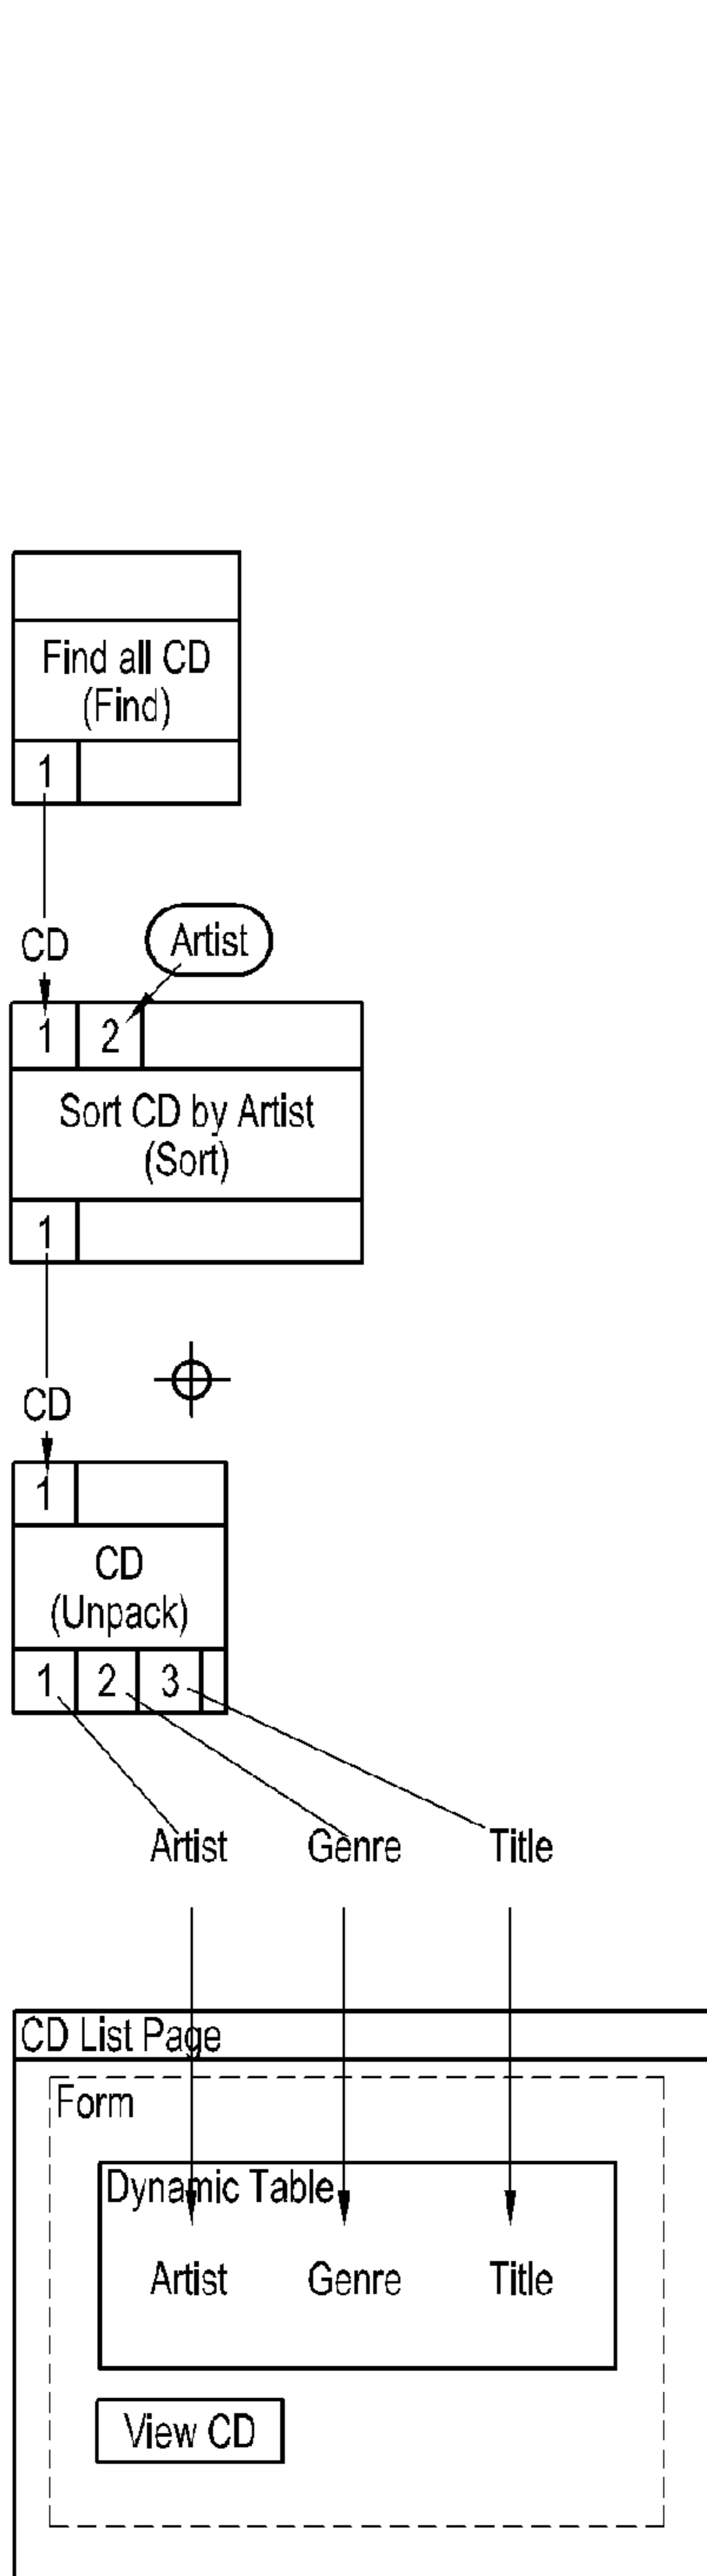 Find all CD
(Find)
1
CD
Artist
1 2
Sort CD by Artist
(Sort)
1
CD
1
CD
(Unpack)
1 2 3
Artist Genre Title
CD List Page
Form
Dynamic Table
Artist Genre Title
View CD